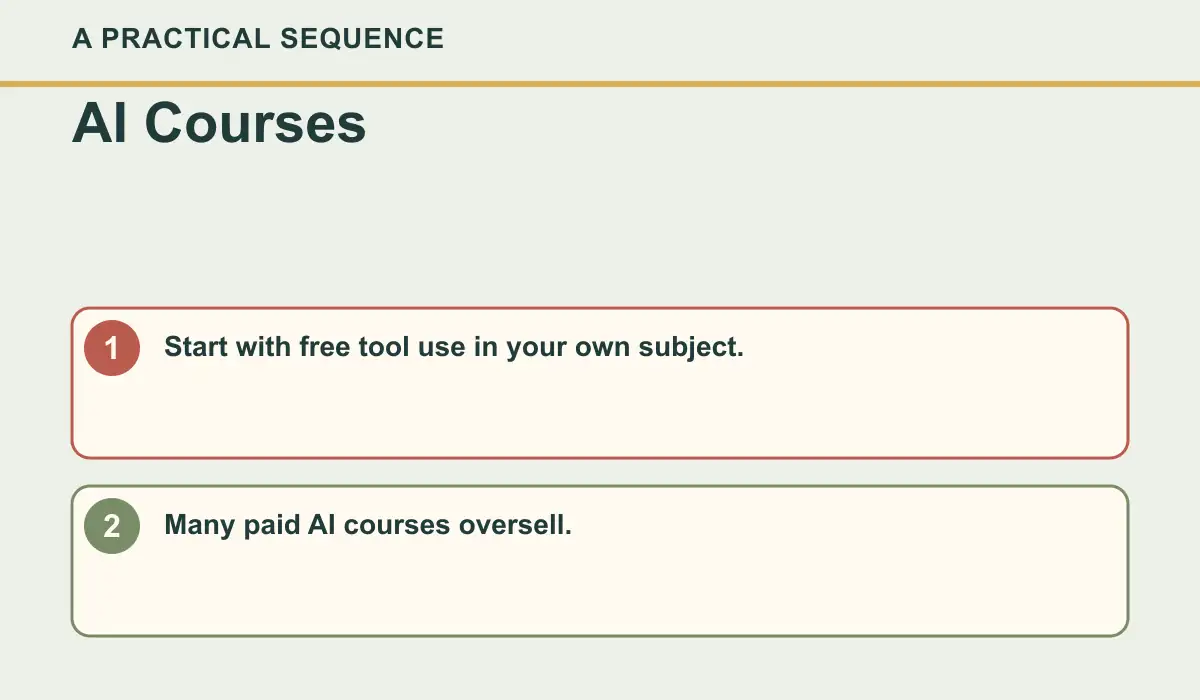 A PRACTICAL SEQUENCE
AI Courses
1
Start with free tool use in your own subject.
2
Many paid AI courses oversell.